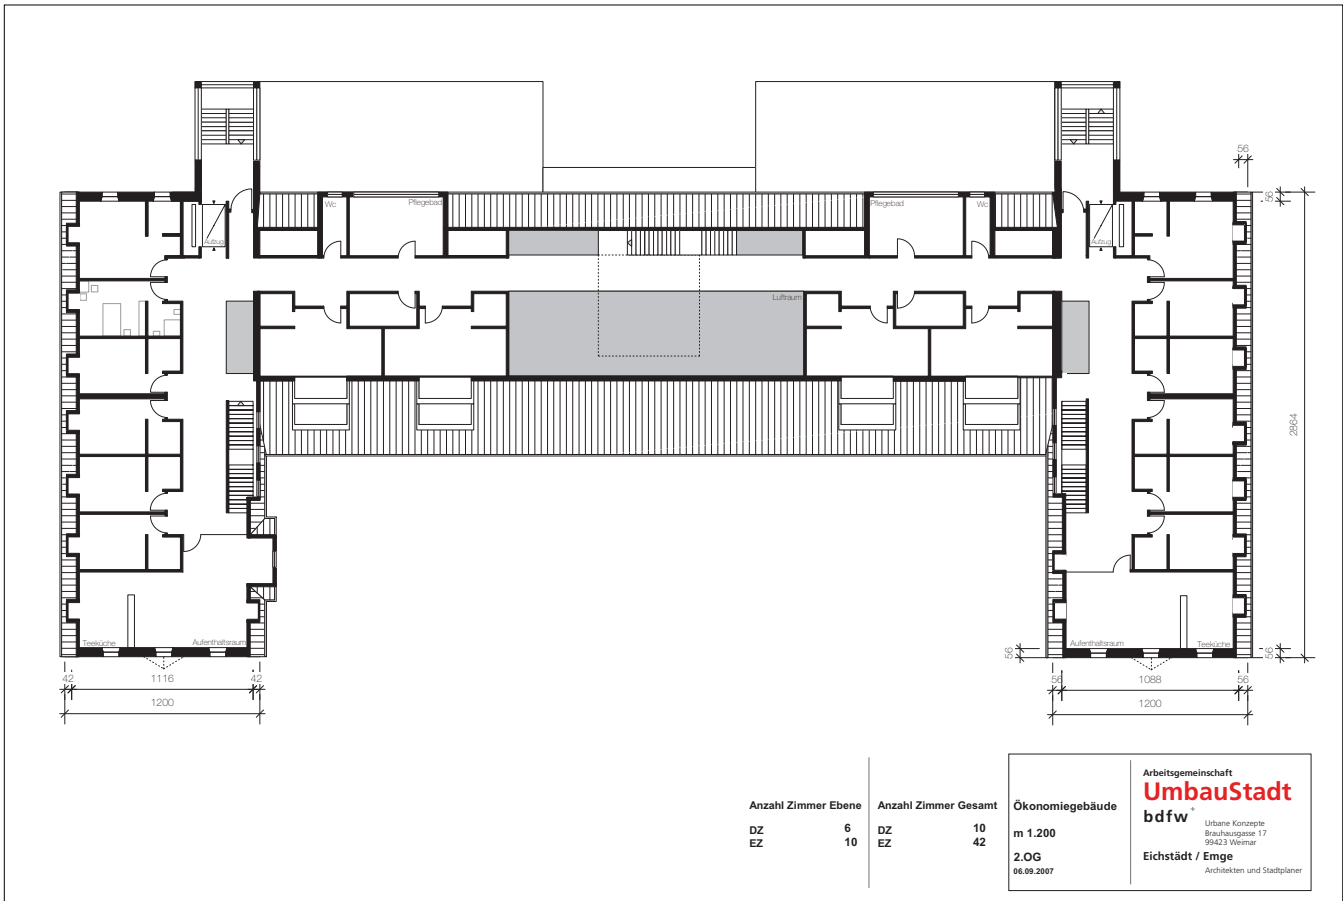 56
56
Wc
Pflegebad
Pflegebad
Wc
Aufzug
Aufzug
Luftraum
2864
Teeküche
Aufenthaltsraum
Aufenthaltsraum
Teeküche
56
56
42
1116
42
56
1088
56
1200
1200
Anzahl Zimmer Ebene
DZ 6
EZ 10
Anzahl Zimmer Gesamt
DZ 10
EZ 42
Ökonomiegebäude
m 1.200
2.OG
06.09.2007
Arbeitsgemeinschaft
UmbauStadt
bdfw+
Urbane Konzepte
Brauhausgasse 17
99423 Weimar
Eichstädt / Emge
Architekten und Stadtplaner